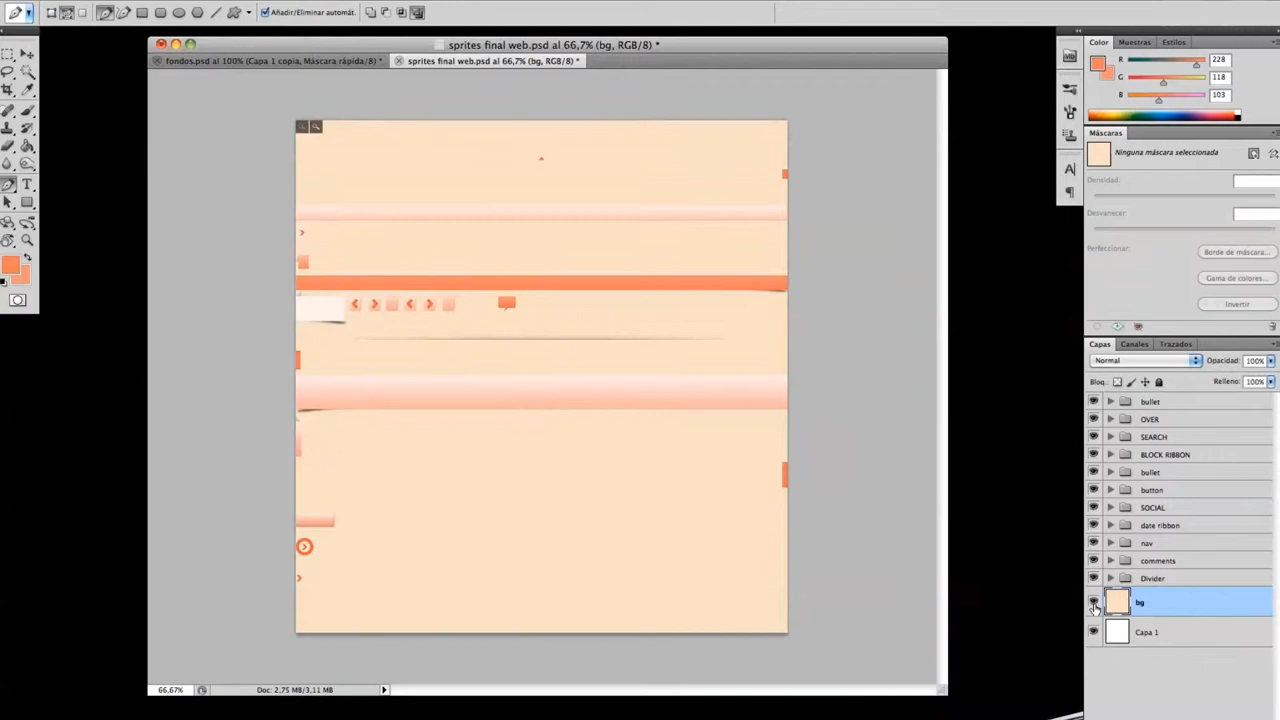 Añadir/Eliminar automát.
sprites final web.psd al 66,7% (bg, RGB/8) *
fondos.psd al 100% (Capa 1 copia, Máscara rápida/8) *
sprites final web.psd al 66,7% (bg, RGB/8) *
Color Muestras Estilos
R 228
G 118
B 103
Máscaras
Ninguna máscara seleccionada
Densidad:
Desvanecer
Perfeccionar: Borde de máscara...
Gama de colores...
Invertir
Capas Canales Trazados
Normal Opacidad: 100%
Bloq.: Relleno: 100%
bullet
OVER
SEARCH
BLOCK RIBBON
bullet
button
SOCIAL
date ribbon
nav
comments
Divider
bg
Capa 1
66,67% Doc: 2,75 MB/3,11 MB